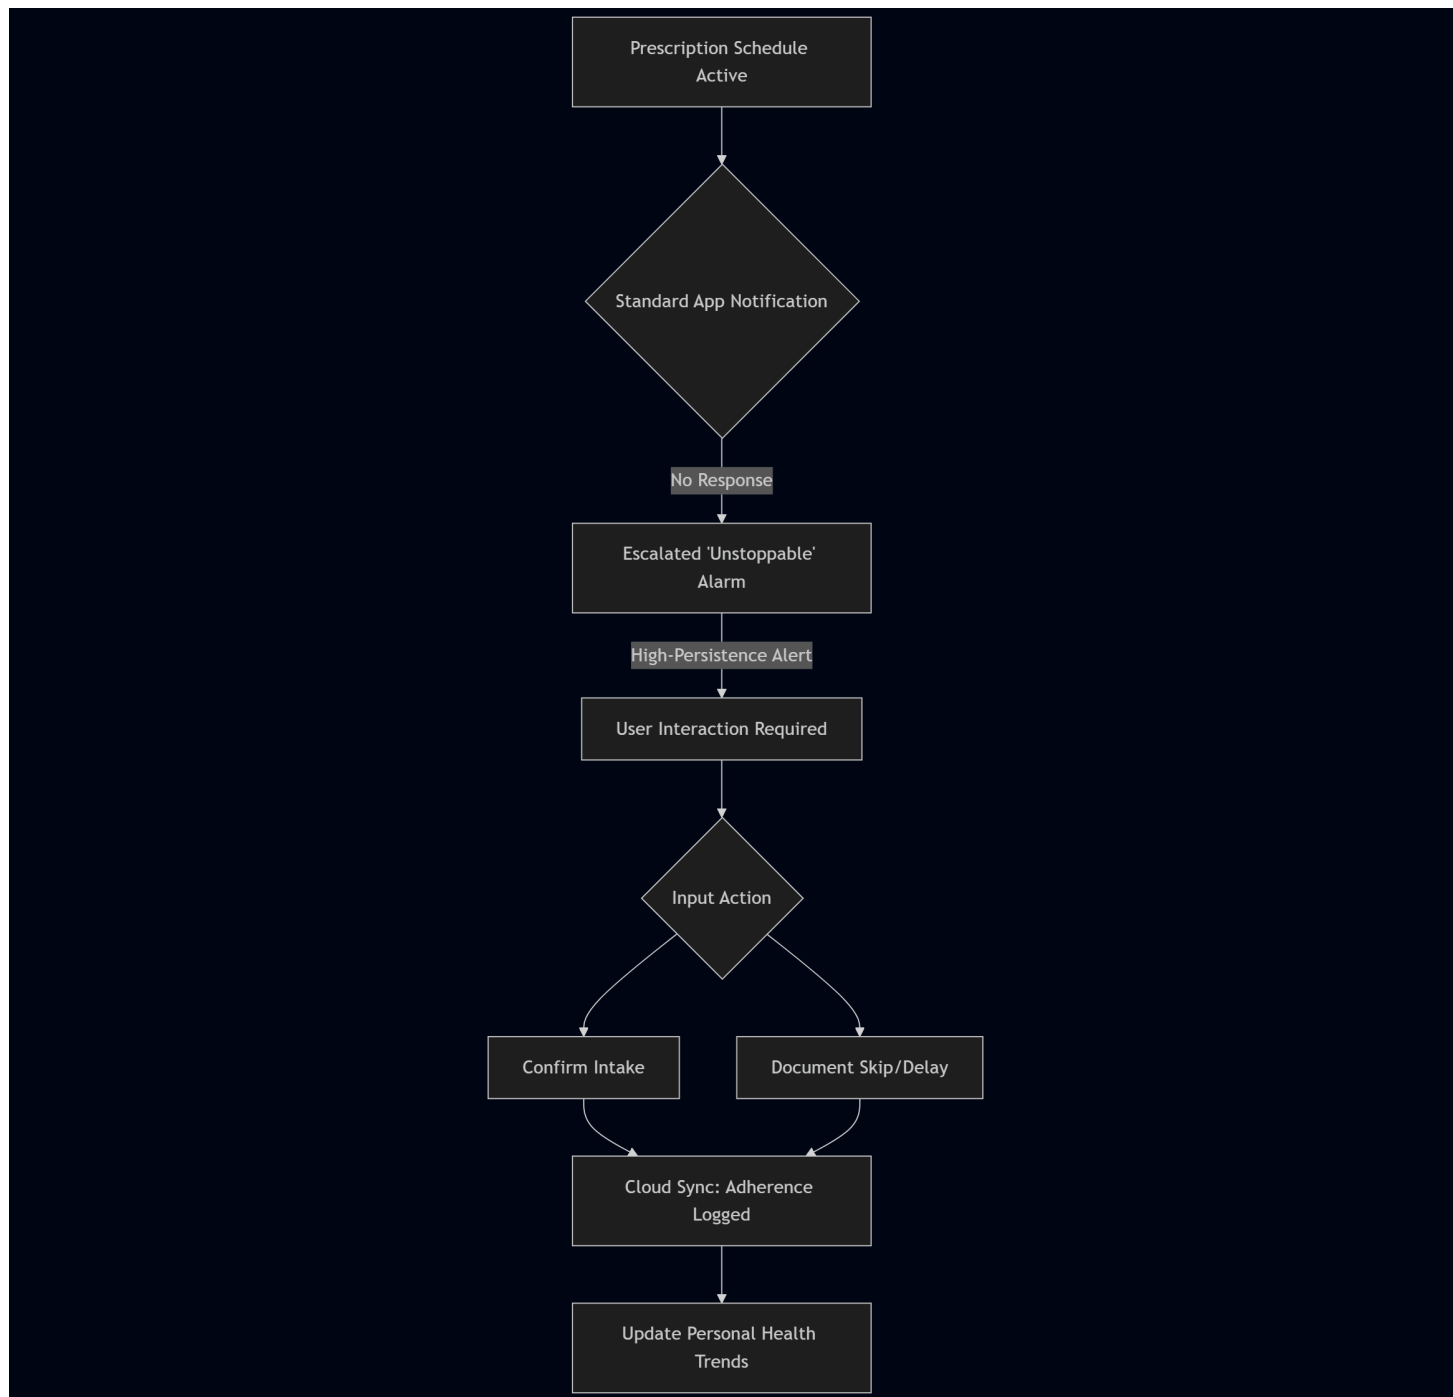 Prescription Schedule
Active
Standard App Notification
No Response
Escalated 'Unstoppable'
Alarm
High-Persistence Alert
User Interaction Required
Input Action
Confirm Intake
Document Skip/Delay
Cloud Sync: Adherence
Logged
Update Personal Health
Trends